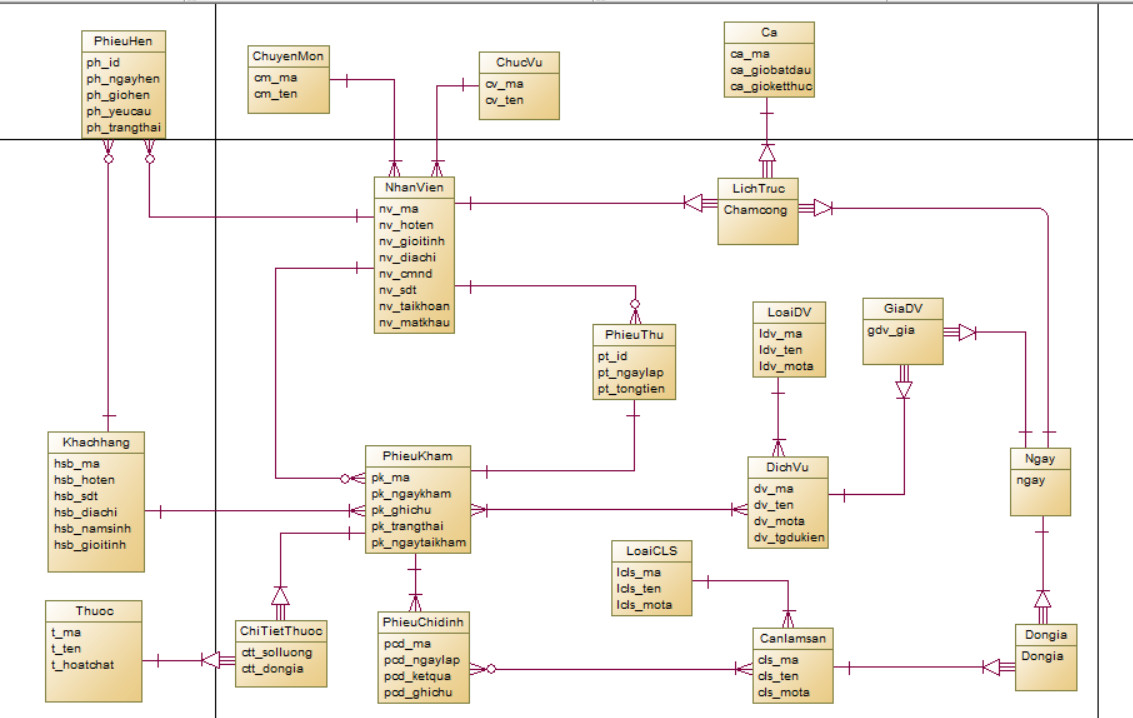 PhieuHen
ph_id
ph_ngayhen
ph_giohen
ph_yeucau
ph_trangthai
ChuyenMon
cm_ma
cm_ten
ChucVu
cv_ma
cv_ten
Ca
ca_ma
ca_giobatdau
ca_gioketthuc
NhanVien
nv_ma
nv_hoten
nv_gioitinh
nv_diachi
nv_cmnd
nv_sdt
nv_taikhoan
nv_matkhau
LichTruc
Chamcong
PhieuThu
pt_id
pt_ngaylap
pt_tongtien
LoaiDV
ldv_ma
ldv_ten
ldv_mota
GiaDV
gdv_gia
Khachhang
hsb_ma
hsb_hoten
hsb_sdt
hsb_diachi
hsb_namsinh
hsb_gioitinh
PhieuKham
pk_ma
pk_ngaykham
pk_ghichu
pk_trangthai
pk_ngaytaikham
DichVu
dv_ma
dv_ten
dv_mota
dv_tgdukien
Ngay
ngay
LoaiCLS
lcls_ma
lcls_ten
lcls_mota
Thuoc
t_ma
t_ten
t_hoatchat
ChiTietThuoc
ctt_solluong
ctt_dongia
PhieuChidinh
pcd_ma
pcd_ngaylap
pcd_ketqua
pcd_ghichu
Canlamsan
cls_ma
cls_ten
cls_mota
Dongia
Dongia